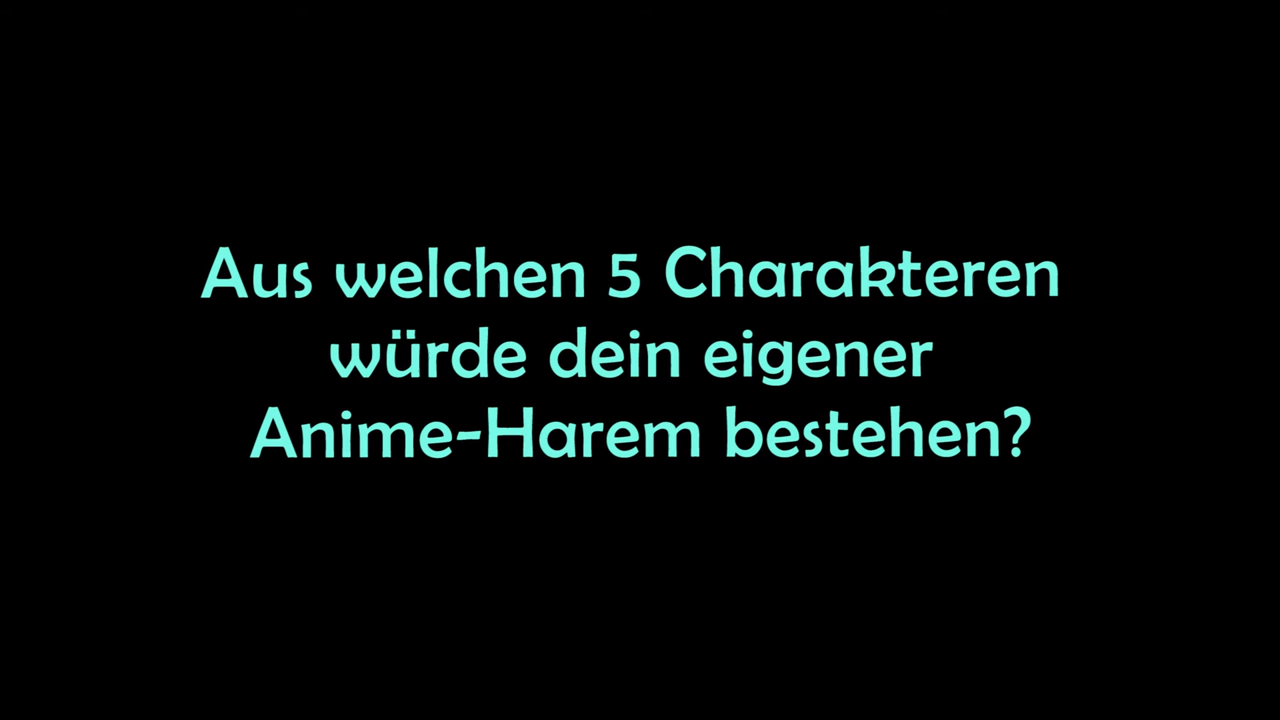 Aus welchen 5 Charakteren
würde dein eigener
Anime-Harem bestehen?